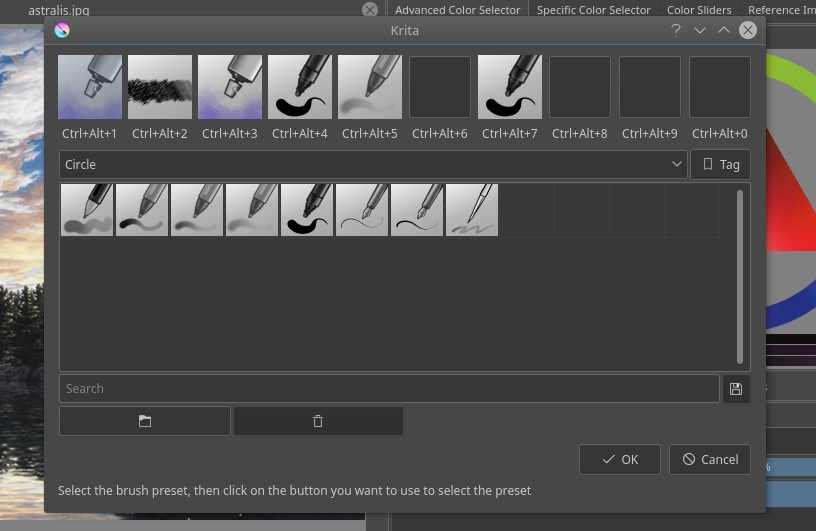 astralis.jpg
Advanced Color Selector
Specific Color Selector
Color Sliders
Reference Im
Krita
Ctrl+Alt+1
Ctrl+Alt+2
Ctrl+Alt+3
Ctrl+Alt+4
Ctrl+Alt+5
Ctrl+Alt+6
Ctrl+Alt+7
Ctrl+Alt+8
Ctrl+Alt+9
Ctrl+Alt+0
Circle
Tag
Search
OK
Cancel
%
Select the brush preset, then click on the button you want to use to select the preset